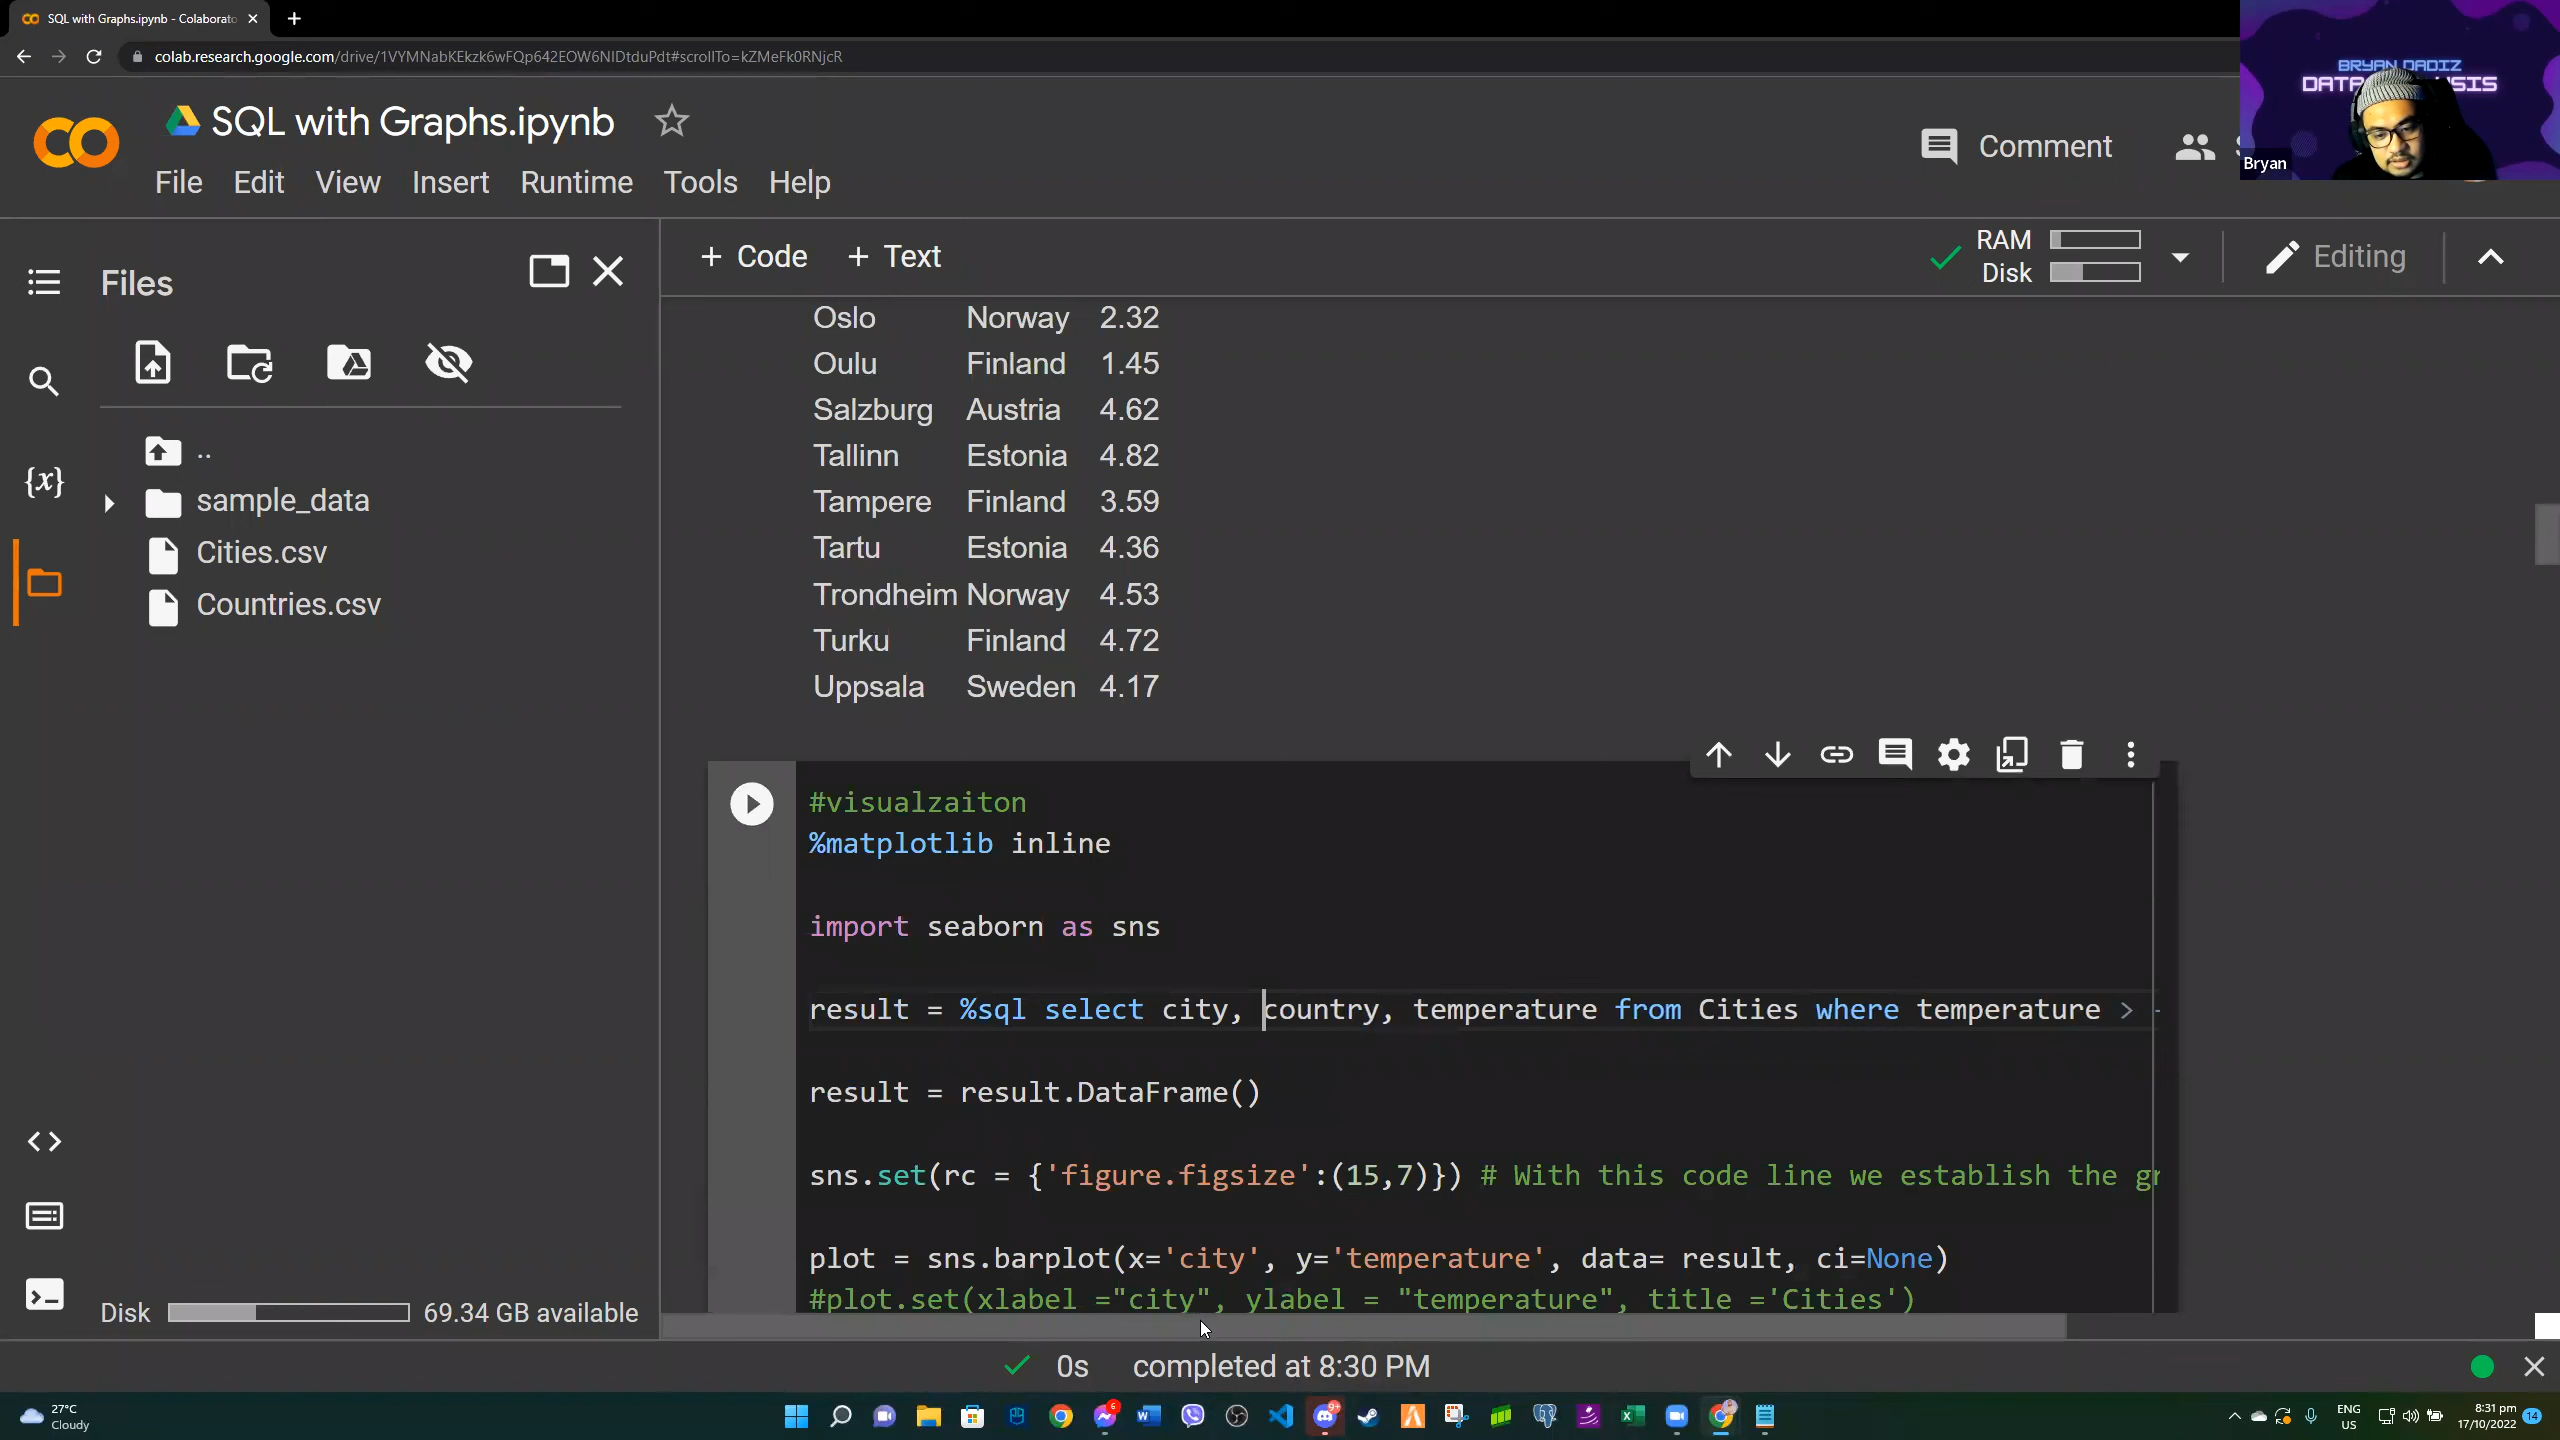 SQL with Graphs.ipynb - Colaborato
colab.research.google.com/drive/1VYMNabKEkzk6wFQp642EOW6NIDtduPdt#scrollTo=kZMeFk0RNjcR
SQL with Graphs.ipynb
Comment
File Edit View Insert Runtime Tools Help
BRYAN DADIZ
Bryan
Files
+ Code + Text
RAM
Disk
Editing
Oslo Norway 2.32
Oulu Finland 1.45
Salzburg Austria 4.62
Tallinn Estonia 4.82
Tampere Finland 3.59
Tartu Estonia 4.36
Trondheim Norway 4.53
Turku Finland 4.72
Uppsala Sweden 4.17
..
{x}
sample_data
Cities.csv
Countries.csv
#visualzaiton
%matplotlib inline
import seaborn as sns
result = %sql select city, country, temperature from Cities where temperature > -
result = result.DataFrame()
sns.set(rc = {'figure.figsize':(15,7)}) # With this code line we establish the gr
plot = sns.barplot(x='city', y='temperature', data= result, ci=None)
#plot.set(xlabel ="city", ylabel = "temperature", title ='Cities')
Disk 69.34 GB available
0s completed at 8:30 PM
27°C
Cloudy
ENG
US
8:31 pm
17/10/2022
14